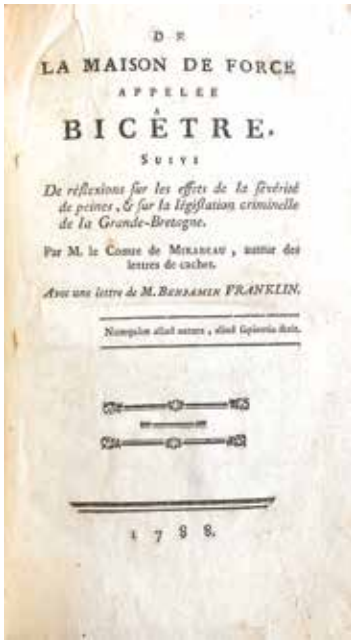 DE
LA MAISON DE FORCE
APPELEE
BICÊTRE,
SUIVI
De réflexions sur les effets de la sévérité
de peines, & sur la législation criminelle
de la Grande-Bretagne.
Par M. le Comte de MIRABEAU, auteur des
lettres de cachet.
Avec une lettre de M. BENJAMIN FRANKLIN.
Nunquam aliud natura, aliud sapientia dicit.
1788.